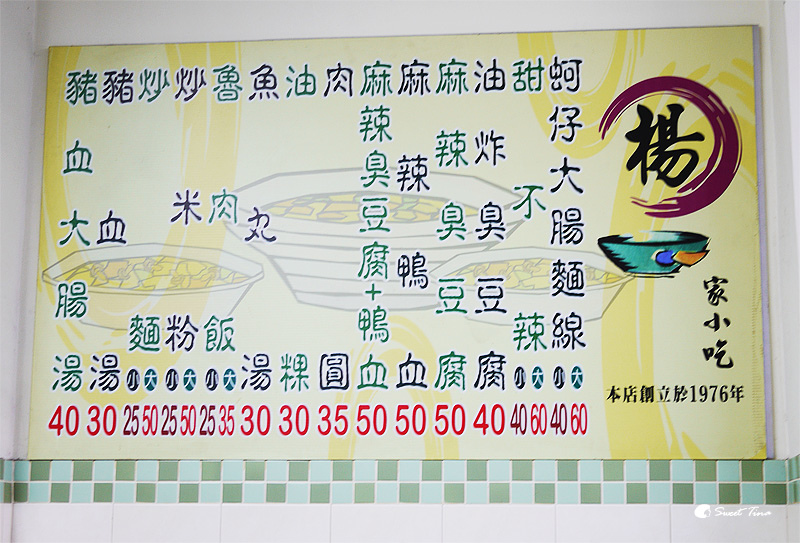 楊
家小吃
本店創立於1976年
蚵仔大腸麵線 小40 大60
甜不辣 小40 大60
油炸臭豆腐 40
麻辣臭豆腐 50
麻辣鴨血 50
麻辣臭豆腐+鴨血 50
肉圓 35
油粿 30
魚丸湯 30
魯肉飯 小25 大35
炒米粉 小25 大50
炒麵 小25 大50
豬血湯 30
豬血大腸湯 40
Sweet Tina